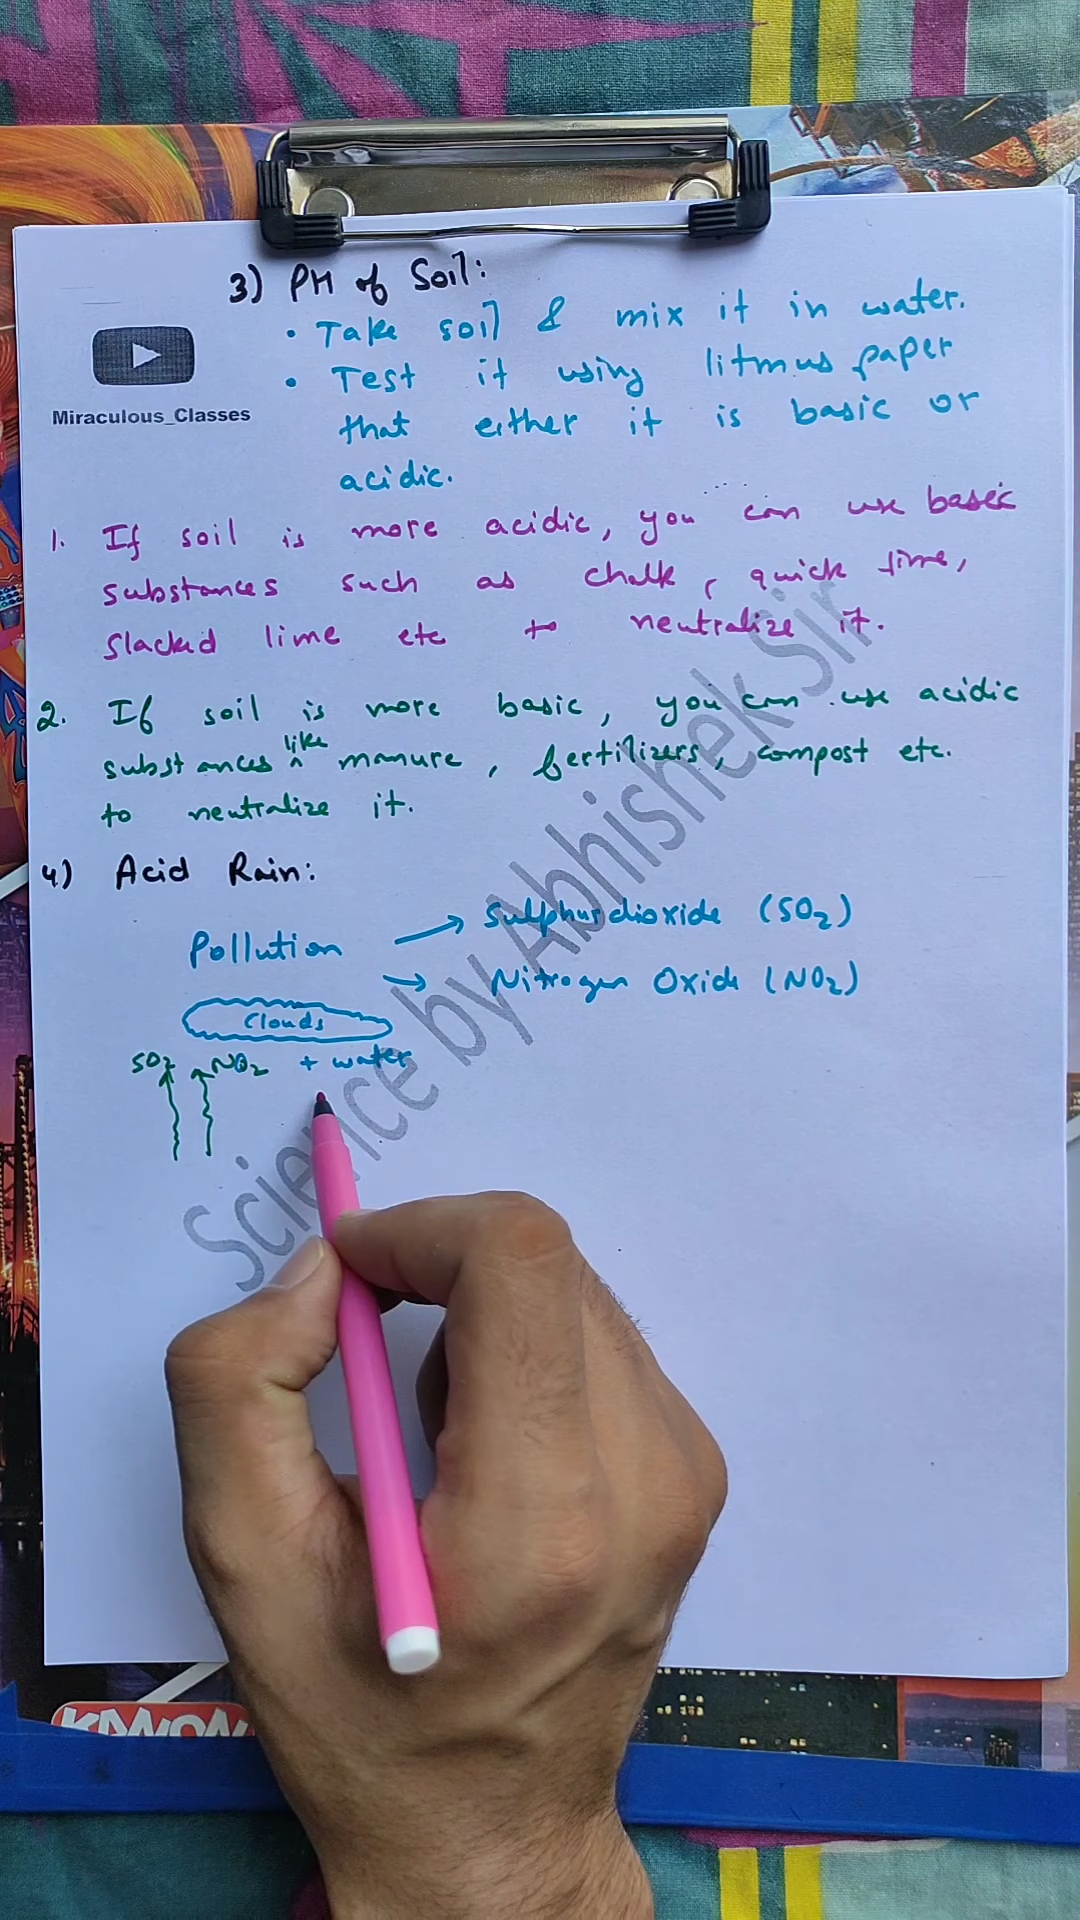 3) PH of Soil:
• Take soil & mix it in water.
• Test it using litmus paper
that either it is basic or
acidic.
Miraculous_Classes
1. If soil is more acidic, you can use basic
substances such as chalk, quick lime,
slacked lime etc to neutralize it.
2. If soil is more basic, you can use acidic
substances like manure, fertilizers, compost etc.
to neutralize it.
4) Acid Rain:
Pollution → Sulphurdioxide (SO2)
→ Nitrogen Oxide (NO2)
Clouds
SO2 NO2 + water
Science by Abhishek Sir
KANON